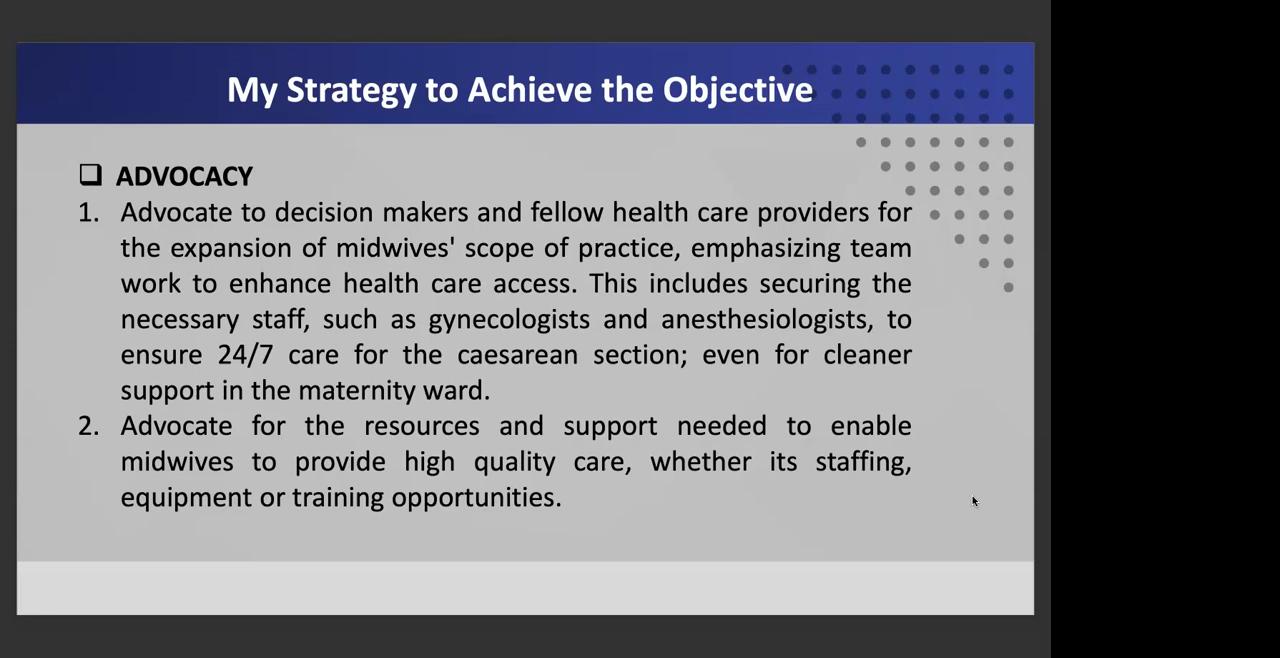 My Strategy to Achieve the Objective
❑ ADVOCACY
1. Advocate to decision makers and fellow health care providers for
the expansion of midwives' scope of practice, emphasizing team
work to enhance health care access. This includes securing the
necessary staff, such as gynecologists and anesthesiologists, to
ensure 24/7 care for the caesarean section; even for cleaner
support in the maternity ward.
2. Advocate for the resources and support needed to enable
midwives to provide high quality care, whether its staffing,
equipment or training opportunities.